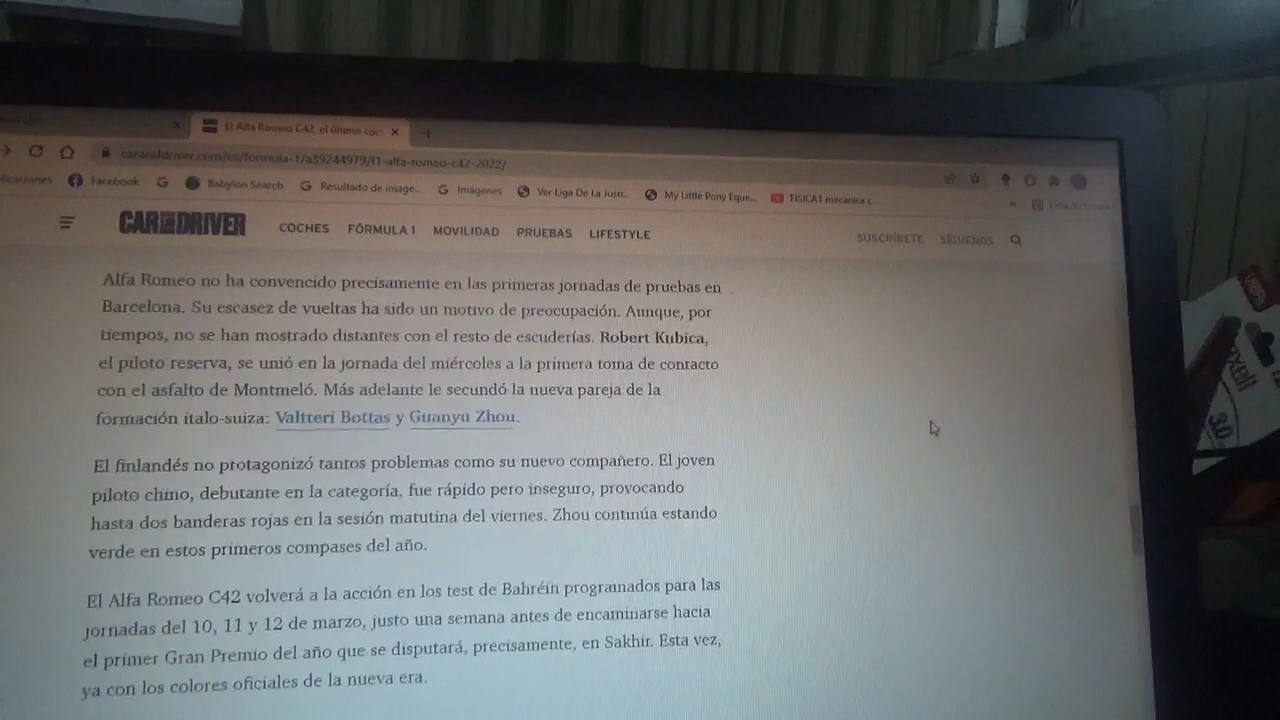 El Alfa Romeo C42, el último coc
caranddriver.com/es/formula-1/a39244979/f1-alfa-romeo-c42-2022/
Facebook
Babylon Search
Resultado de image...
Imágenes
Ver Liga De La Justi...
My Little Pony Eque...
FISICA1 mecanica c...
CAR AND DRIVER
COCHES FÓRMULA 1 MOVILIDAD PRUEBAS LIFESTYLE
SUSCRÍBETE SÍGUENOS
Alfa Romeo no ha convencido precisamente en las primeras jornadas de pruebas en
Barcelona. Su escasez de vueltas ha sido un motivo de preocupación. Aunque, por
tiempos, no se han mostrado distantes con el resto de escuderías. Robert Kubica,
el piloto reserva, se unió en la jornada del miércoles a la primera toma de contacto
con el asfalto de Montmeló. Más adelante le secundó la nueva pareja de la
formación italo-suiza: Valtteri Bottas y Guanyu Zhou.
El finlandés no protagonizó tantos problemas como su nuevo compañero. El joven
piloto chino, debutante en la categoría, fue rápido pero inseguro, provocando
hasta dos banderas rojas en la sesión matutina del viernes. Zhou continúa estando
verde en estos primeros compases del año.
El Alfa Romeo C42 volverá a la acción en los test de Bahréin programados para las
jornadas del 10, 11 y 12 de marzo, justo una semana antes de encaminarse hacia
el primer Gran Premio del año que se disputará, precisamente, en Sakhir. Esta vez,
ya con los colores oficiales de la nueva era.
3.0